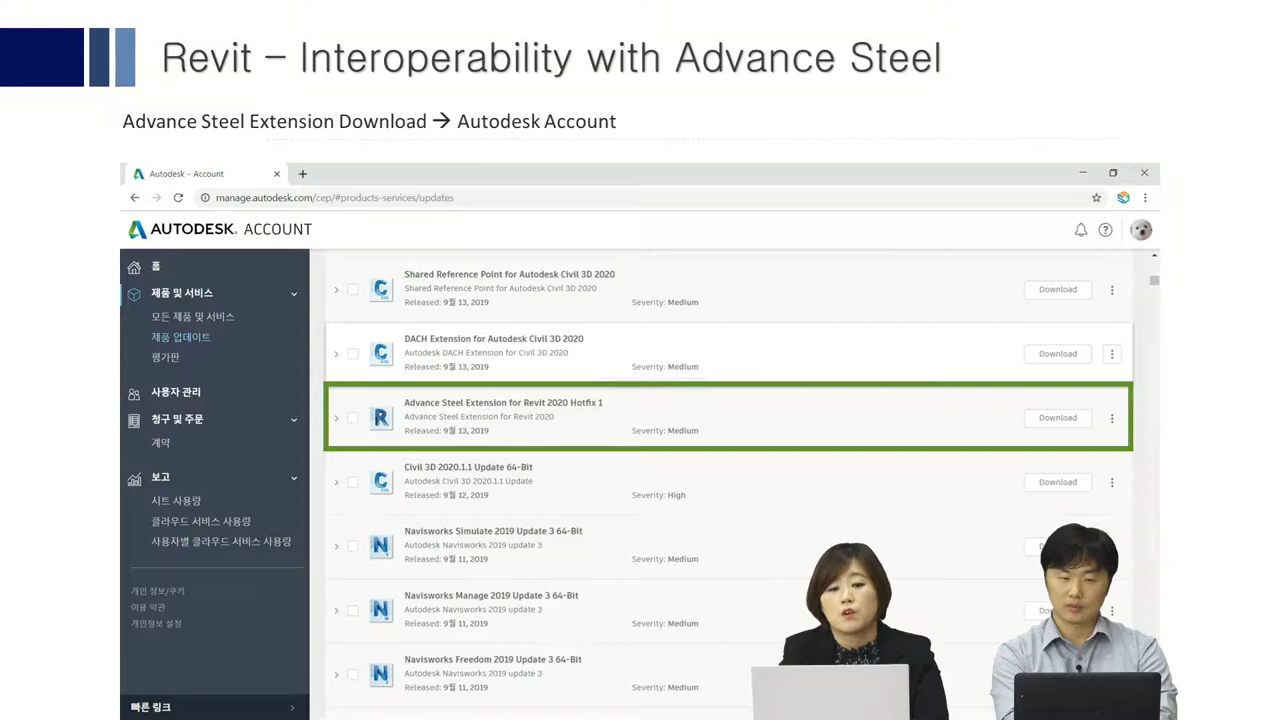 Revit – Interoperability with Advance Steel
Advance Steel Extension Download → Autodesk Account
Autodesk - Account
manage.autodesk.com/cep/#products-services/updates
AUTODESK. ACCOUNT
홈
제품 및 서비스
모든 제품 및 서비스
제품 업데이트
평가판
사용자 관리
청구 및 주문
계약
보고
시트 사용량
클라우드 서비스 사용량
사용자별 클라우드 서비스 사용량
개인 정보/쿠키
이용 약관
개인정보 설정
빠른 링크
Shared Reference Point for Autodesk Civil 3D 2020
Shared Reference Point for Autodesk Civil 3D 2020
Released: 9월 13, 2019 Severity: Medium
Download
DACH Extension for Autodesk Civil 3D 2020
Autodesk DACH Extension for Civil 3D 2020
Released: 9월 13, 2019 Severity: Medium
Download
Advance Steel Extension for Revit 2020 Hotfix 1
Advance Steel Extension for Revit 2020
Released: 9월 13, 2019 Severity: Medium
Download
Civil 3D 2020.1.1 Update 64-Bit
Autodesk Civil 3D 2020.1.1 Update
Released: 9월 12, 2019 Severity: High
Download
Navisworks Simulate 2019 Update 3 64-Bit
Autodesk Navisworks 2019 update 3
Released: 9월 11, 2019 Severity: Medium
Navisworks Manage 2019 Update 3 64-Bit
Autodesk Navisworks 2019 update 3
Released: 9월 11, 2019 Severity: Medium
Navisworks Freedom 2019 Update 3 64-Bit
Autodesk Navisworks 2019 update 3
Released: 9월 11, 2019 Severity: Medium